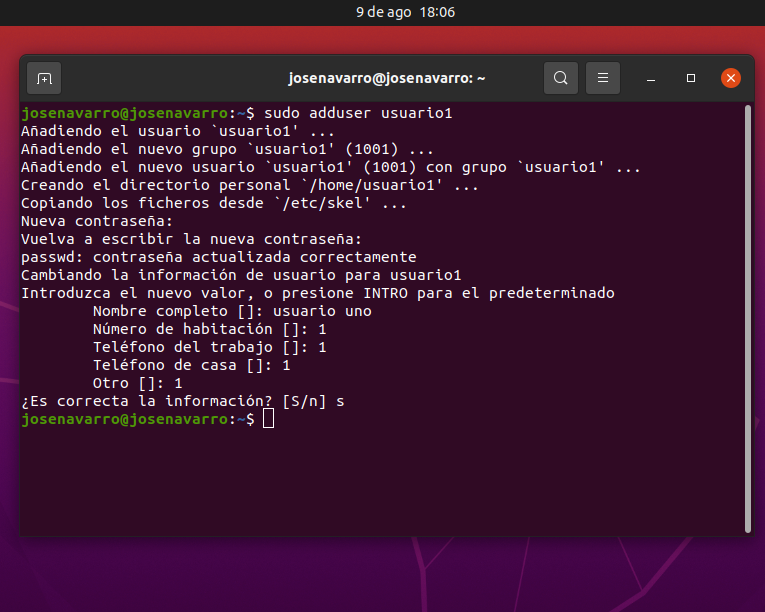 9 de ago 18:06
josenavarro@josenavarro: ~
josenavarro@josenavarro:~$ sudo adduser usuario1
Añadiendo el usuario `usuario1' ...
Añadiendo el nuevo grupo `usuario1' (1001) ...
Añadiendo el nuevo usuario `usuario1' (1001) con grupo `usuario1' ...
Creando el directorio personal `/home/usuario1' ...
Copiando los ficheros desde `/etc/skel' ...
Nueva contraseña:
Vuelva a escribir la nueva contraseña:
passwd: contraseña actualizada correctamente
Cambiando la información de usuario para usuario1
Introduzca el nuevo valor, o presione INTRO para el predeterminado
Nombre completo []: usuario uno
Número de habitación []: 1
Teléfono del trabajo []: 1
Teléfono de casa []: 1
Otro []: 1
¿Es correcta la información? [S/n] s
josenavarro@josenavarro:~$